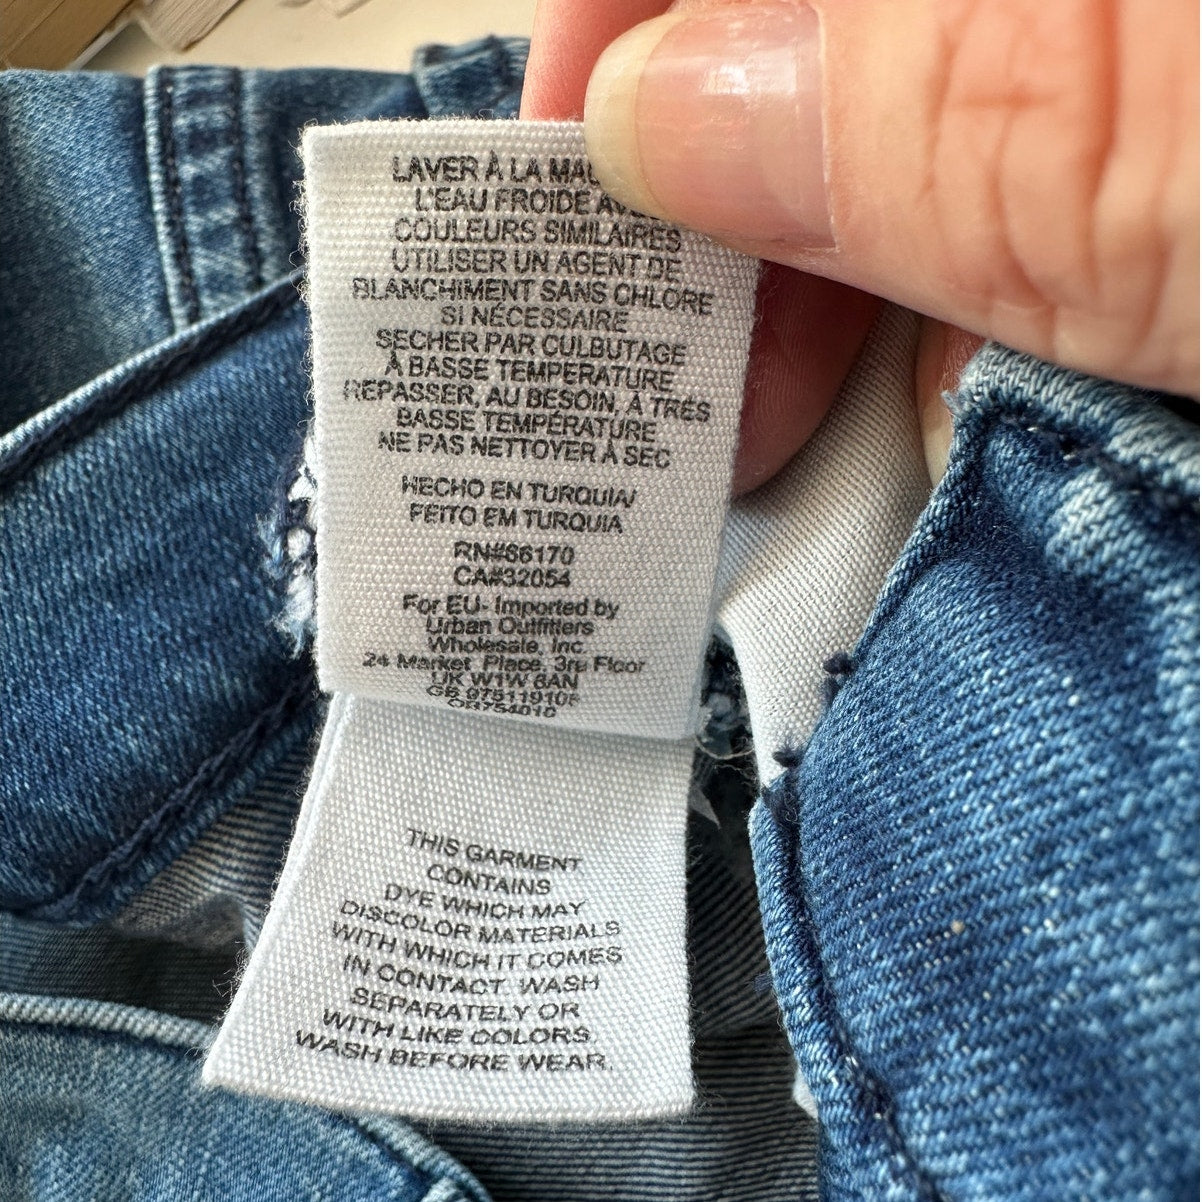 LAVER À LA
L'EAU FROIDE
COULEURS SIMILAIRES
UTILISER UN AGENT DE
BLANCHIMENT SANS CHLORE
SI NÉCESSAIRE
SÉCHER PAR CULBUTAGE
À BASSE TEMPÉRATURE
REPASSER, AU BESOIN, À TRÈS
BASSE TEMPÉRATURE
NE PAS NETTOYER À SEC
HECHO EN TURQUIA/
FEITO EM TURQUIA
RN#66170
CA#32054
For EU- Imported by
Urban Outfitters
Wholesale, Inc.
24 Market Place, 3rd Floor
UK W1W 8AN
THIS GARMENT
CONTAINS
DYE WHICH MAY
DISCOLOR MATERIALS
WITH WHICH IT COMES
IN CONTACT. WASH
SEPARATELY OR
WITH LIKE COLORS.
WASH BEFORE WEAR.